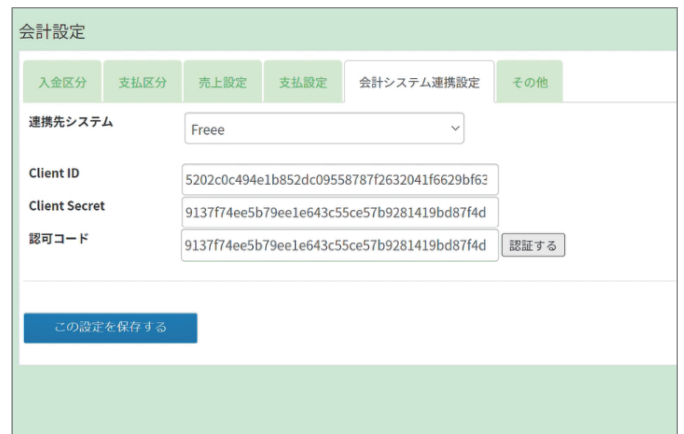 会計設定
入金区分 支払区分 売上設定 支払設定 会計システム連携設定 その他
連携先システム Freee
Client ID 5202c0c494e1b852dc09558787f2632041f6629bf63
Client Secret 9137f74ee5b79ee1e643c55ce57b9281419bd87f4d
認可コード 9137f74ee5b79ee1e643c55ce57b9281419bd87f4d 認証する
この設定を保存する